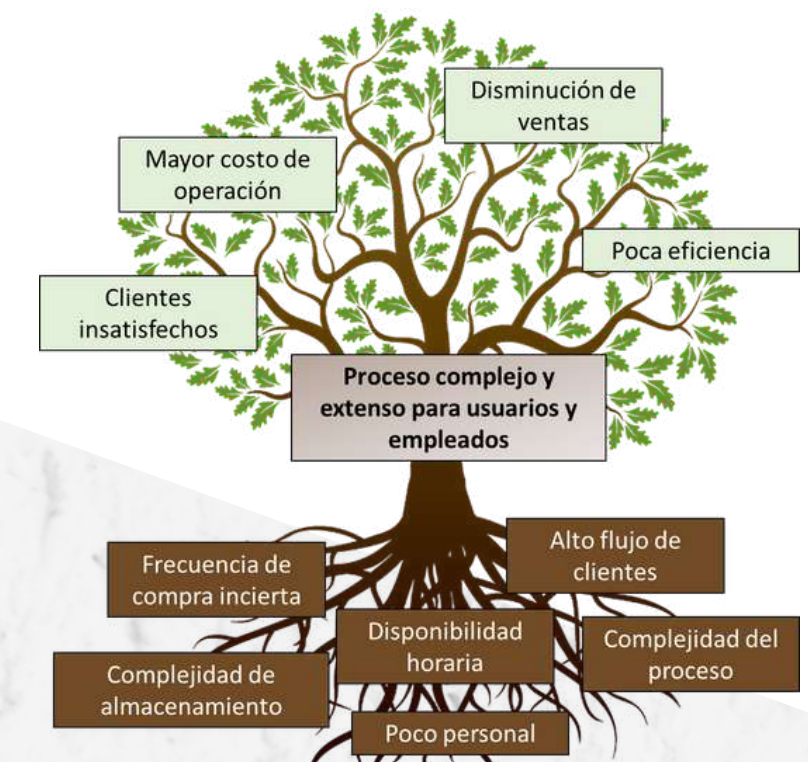 Disminución de
ventas
Mayor costo de
operación
Poca eficiencia
Clientes
insatisfechos
Proceso complejo y
extenso para usuarios y
empleados
Alto flujo de
clientes
Frecuencia de
compra incierta
Disponibilidad
horaria
Complejidad del
proceso
Complejidad de
almacenamiento
Poco personal